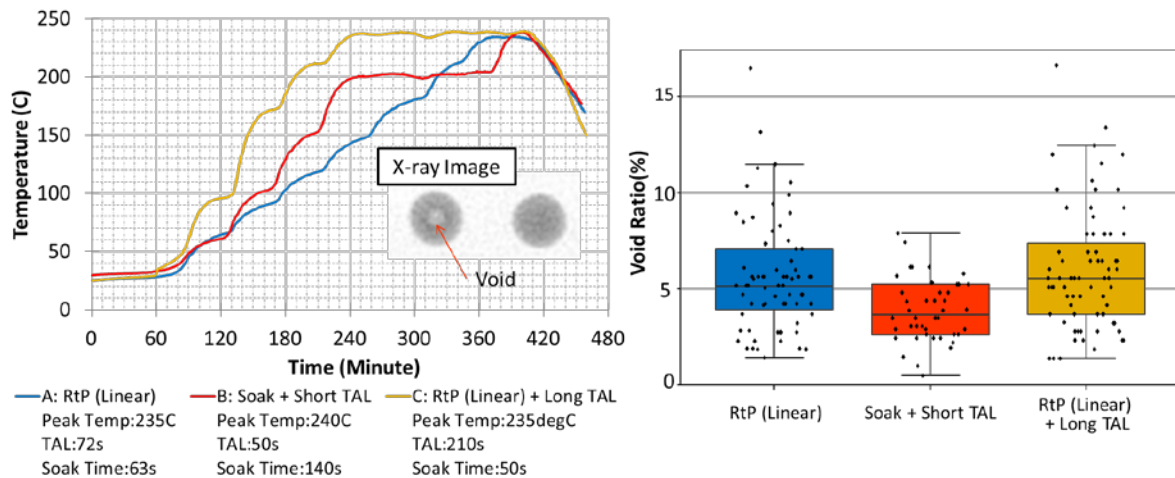 250
200
150
100
50
0
Temperature (C)
0 60 120 180 240 300 360 420 480
Time (Minute)
X-ray Image
Void
A: RtP (Linear)
Peak Temp:235C
TAL:72s
Soak Time:63s
B: Soak + Short TAL
Peak Temp:240C
TAL:50s
Soak Time:140s
C: RtP (Linear) + Long TAL
Peak Temp:235degC
TAL:210s
Soak Time:50s
15
10
5
0
Void Ratio(%)
RtP (Linear)
Soak + Short TAL
RtP (Linear)
+ Long TAL